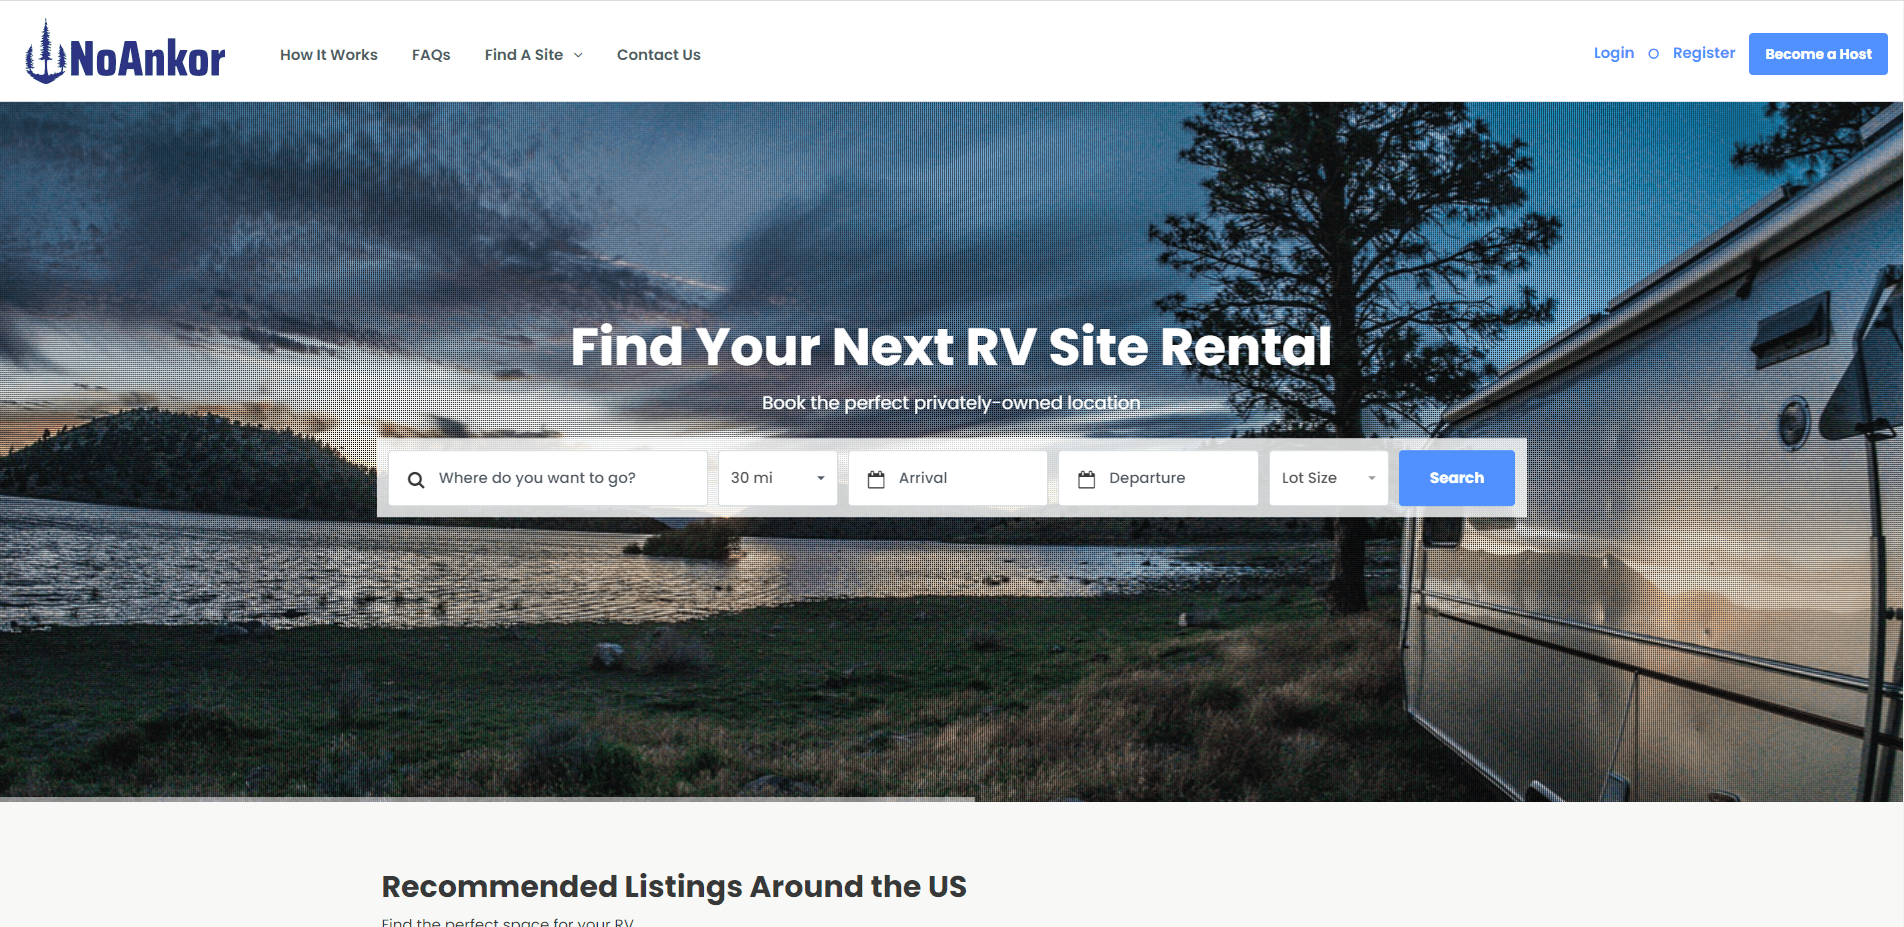 NoAnkor
How It Works
FAQs
Find A Site
Contact Us
Login
Register
Become a Host
Find Your Next RV Site Rental
Book the perfect privately-owned location
Where do you want to go?
30 mi
Arrival
Departure
Lot Size
Search
Recommended Listings Around the US
Find the perfect space for your RV